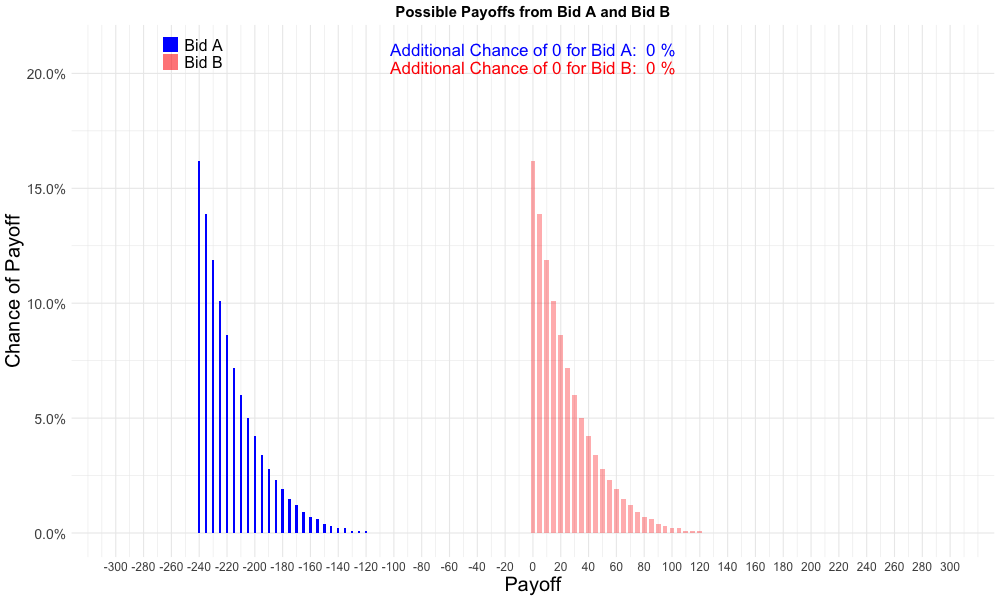 Possible Payoffs from Bid A and Bid B
Bid A
Bid B
Additional Chance of 0 for Bid A:  0 %
Additional Chance of 0 for Bid B:  0 %
Chance of Payoff
20.0%
15.0%
10.0%
5.0%
0.0%
-300 -280 -260 -240 -220 -200 -180 -160 -140 -120 -100 -80 -60 -40 -20 0 20 40 60 80 100 120 140 160 180 200 220 240 260 280 300
Payoff